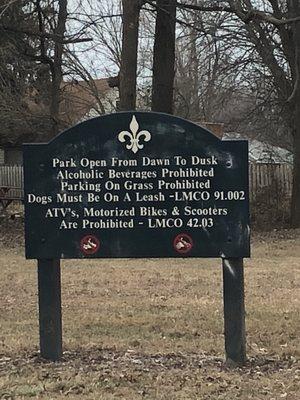 Park Open From Dawn To Dusk
Alcoholic Beverages Prohibited
Parking On Grass Prohibited
Dogs Must Be On A Leash -LMCO 91.002
ATV's, Motorized Bikes & Scooters
Are Prohibited - LMCO 42.03